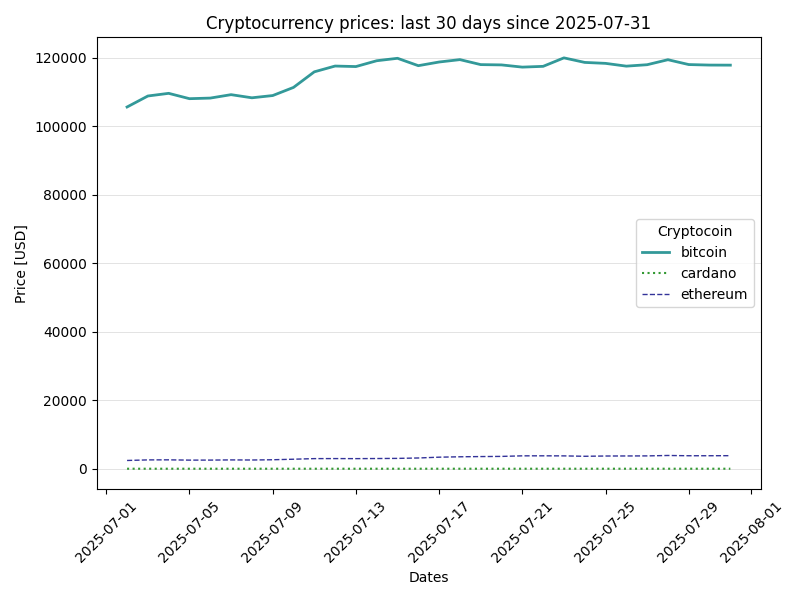 Cryptocurrency prices: last 30 days since 2025-07-31
Price [USD]
120000
100000
80000
60000
40000
20000
0
Cryptocoin
bitcoin
cardano
ethereum
2025-07-01
2025-07-05
2025-07-09
2025-07-13
2025-07-17
2025-07-21
2025-07-25
2025-07-29
2025-08-01
Dates